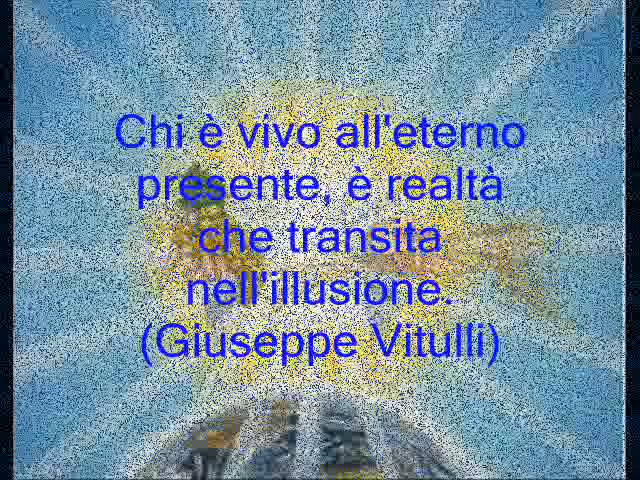 Chi è vivo all'eterno
presente, è realtà
che transita
nell'illusione.
(Giuseppe Vitulli)